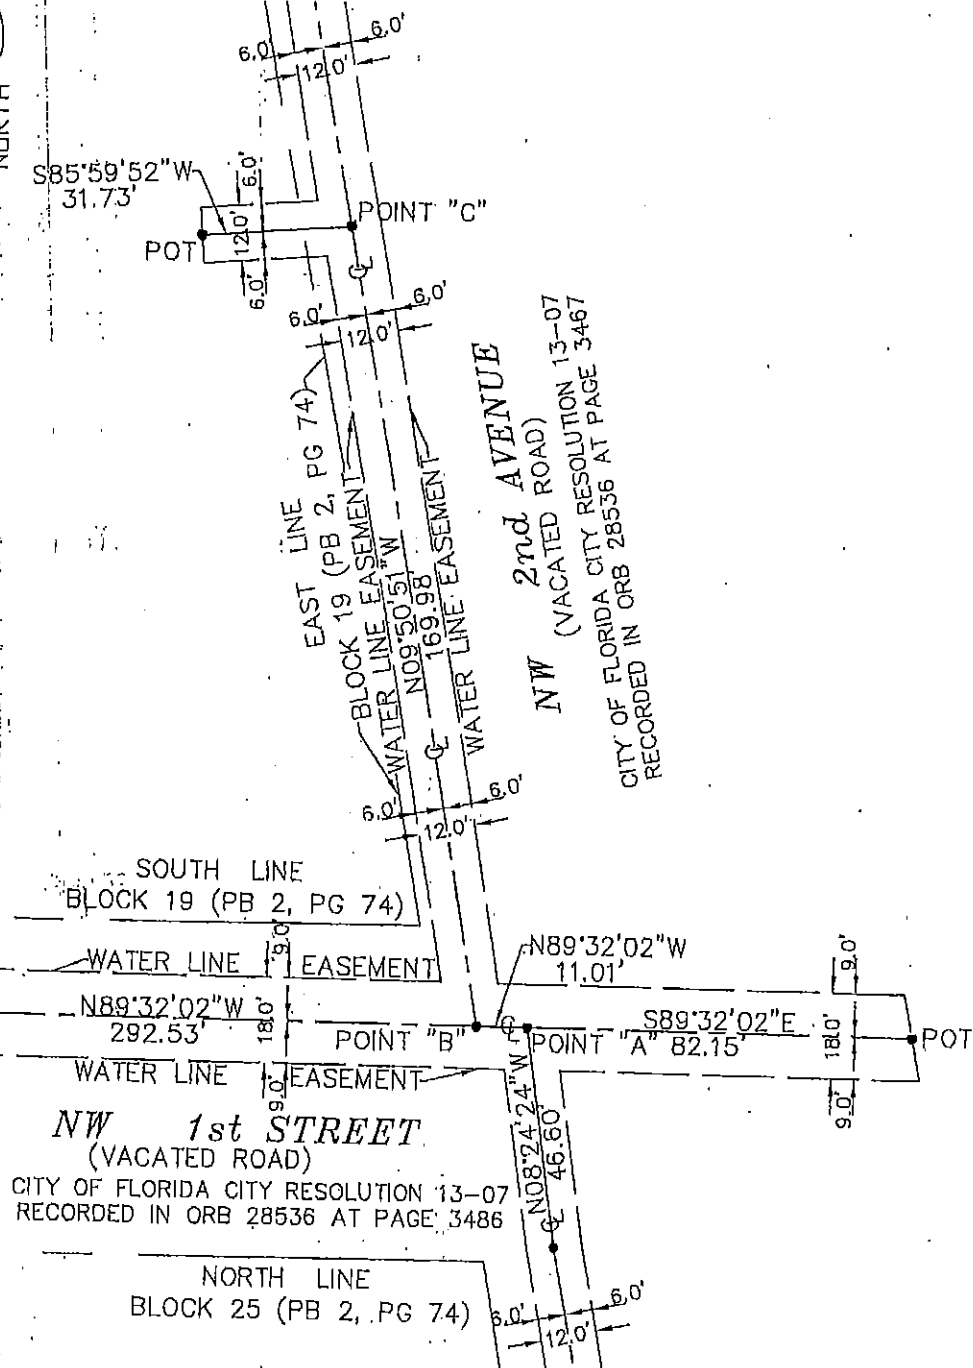 NORTH
6.0'
6.0'
12.0'
S85°59'52"W
31.73'
6.0'
12.0'
6.0'
POT
POINT "C"
CL
6.0'
6.0'
12.0'
EAST LINE
BLOCK 19 (PB 2, PG 74)
WATER LINE EASEMENT
N09°50'51"W
169.98'
WATER LINE EASEMENT
CL
NW 2nd AVENUE
(VACATED ROAD)
CITY OF FLORIDA CITY RESOLUTION 13-07
RECORDED IN ORB 28536 AT PAGE 3467
6.0'
6.0'
12.0'
SOUTH LINE
BLOCK 19 (PB 2, PG 74)
WATER LINE EASEMENT
9.0'
N89°32'02"W
292.53'
18.0'
9.0'
POINT "B"
N89°32'02"W
11.01'
CL
POINT "A"
S89°32'02"E
82.15'
9.0'
18.0'
9.0'
POT
WATER LINE EASEMENT
NW 1st STREET
(VACATED ROAD)
CITY OF FLORIDA CITY RESOLUTION 13-07
RECORDED IN ORB 28536 AT PAGE 3486
N08°24'24"W
46.60'
CL
NORTH LINE
BLOCK 25 (PB 2, PG 74)
6.0'
6.0'
12.0'